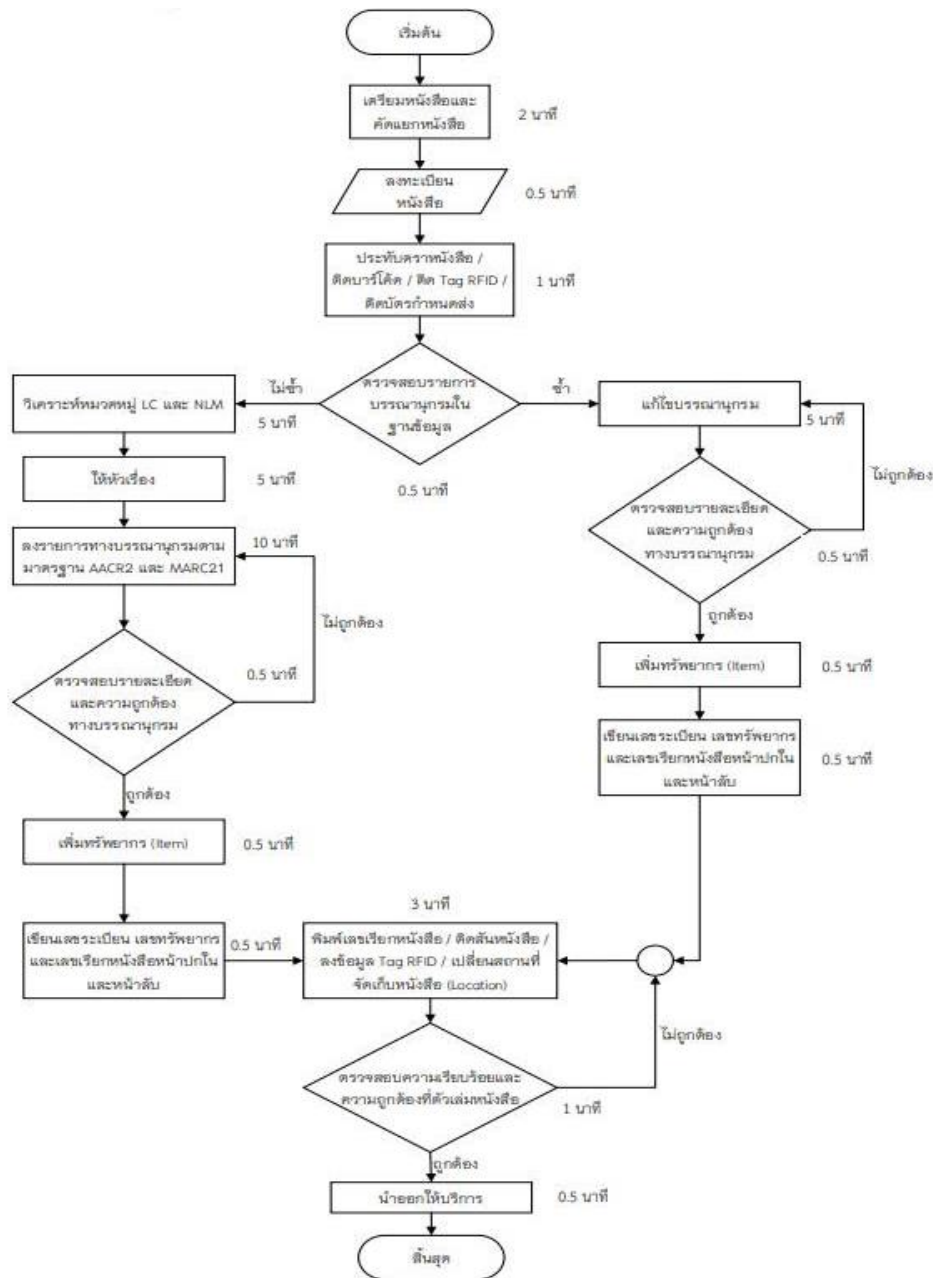 เริ่มต้น
เตรียมหนังสือและ
คัดแยกหนังสือ
2 นาที
ลงทะเบียน
หนังสือ
0.5 นาที
ประทับตราหนังสือ /
ติดบาร์โค้ด / ติด Tag RFID /
ติดบัตรกำหนดส่ง
1 นาที
ตรวจสอบรายการ
บรรณานุกรมใน
ฐานข้อมูล
0.5 นาที
ไม่ซ้ำ
ซ้ำ
วิเคราะห์หมวดหมู่ LC และ NLM
5 นาที
ให้หัวเรื่อง
5 นาที
ลงรายการทางบรรณานุกรมตาม
มาตรฐาน AACR2 และ MARC21
10 นาที
ไม่ถูกต้อง
ตรวจสอบรายละเอียด
และความถูกต้อง
ทางบรรณานุกรม
0.5 นาที
ถูกต้อง
เพิ่มทรัพยากร (Item)
0.5 นาที
เขียนเลขระเบียน เลขทรัพยากร
และเลขเรียกหนังสือหน้าปกใน
และหน้าลับ
0.5 นาที
แก้ไขบรรณานุกรม
5 นาที
ไม่ถูกต้อง
ตรวจสอบรายละเอียด
และความถูกต้อง
ทางบรรณานุกรม
0.5 นาที
ถูกต้อง
เพิ่มทรัพยากร (Item)
0.5 นาที
เขียนเลขระเบียน เลขทรัพยากร
และเลขเรียกหนังสือหน้าปกใน
และหน้าลับ
0.5 นาที
3 นาที
พิมพ์เลขเรียกหนังสือ / ติดสันหนังสือ /
ลงข้อมูล Tag RFID / เปลี่ยนสถานที่
จัดเก็บหนังสือ (Location)
ไม่ถูกต้อง
ตรวจสอบความเรียบร้อยและ
ความถูกต้องที่ตัวเล่มหนังสือ
1 นาที
ถูกต้อง
นำออกให้บริการ
0.5 นาที
สิ้นสุด